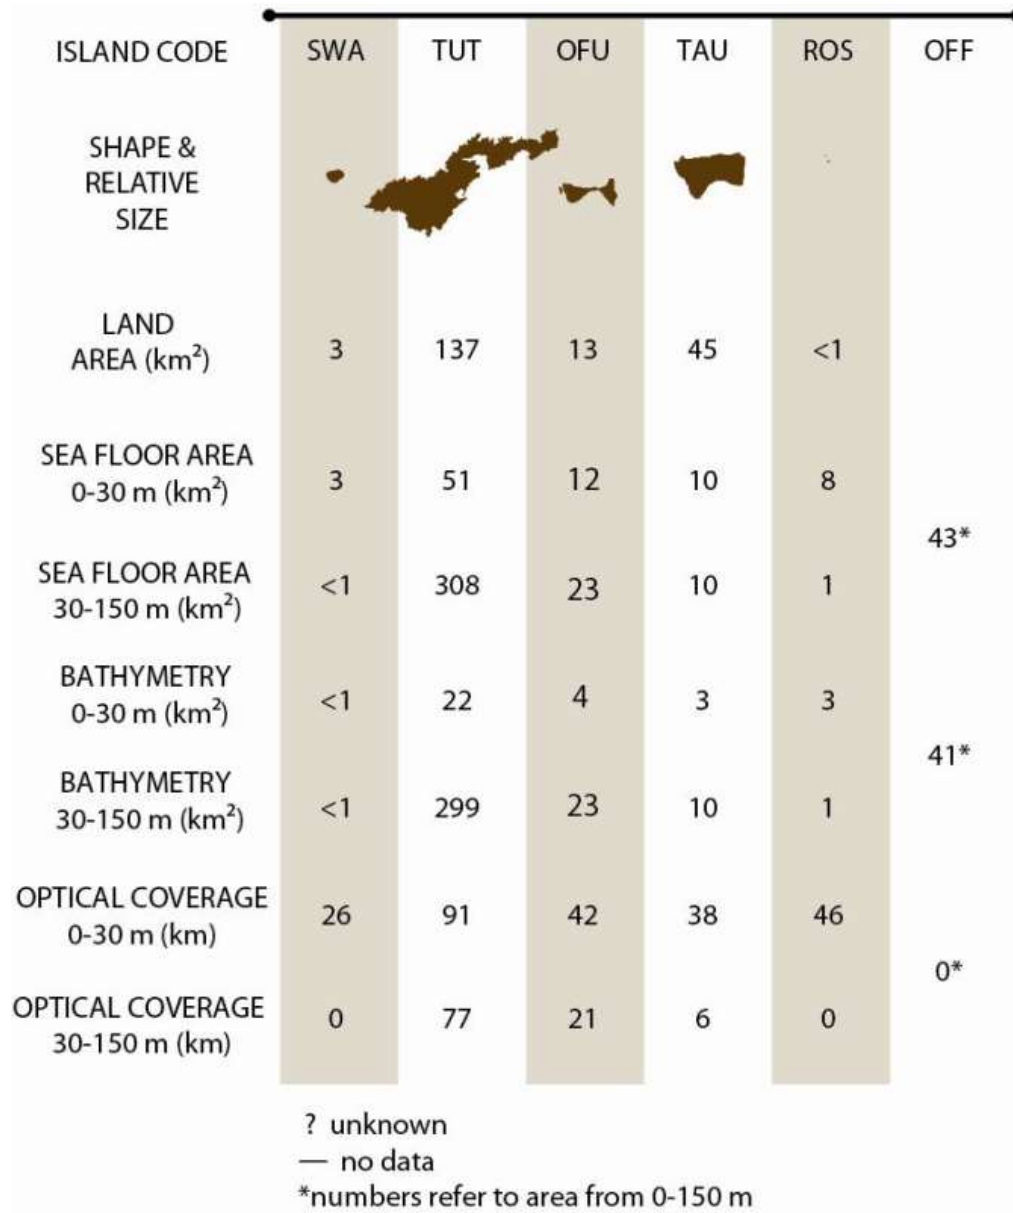 ISLAND CODE SWA TUT OFU TAU ROS OFF
SHAPE &
RELATIVE
SIZE
LAND
AREA (km²) 3 137 13 45 <1
SEA FLOOR AREA
0-30 m (km²) 3 51 12 10 8
43*
SEA FLOOR AREA
30-150 m (km²) <1 308 23 10 1
BATHYMETRY
0-30 m (km²) <1 22 4 3 3
41*
BATHYMETRY
30-150 m (km²) <1 299 23 10 1
OPTICAL COVERAGE
0-30 m (km) 26 91 42 38 46
0*
OPTICAL COVERAGE
30-150 m (km) 0 77 21 6 0
? unknown
— no data
*numbers refer to area from 0-150 m